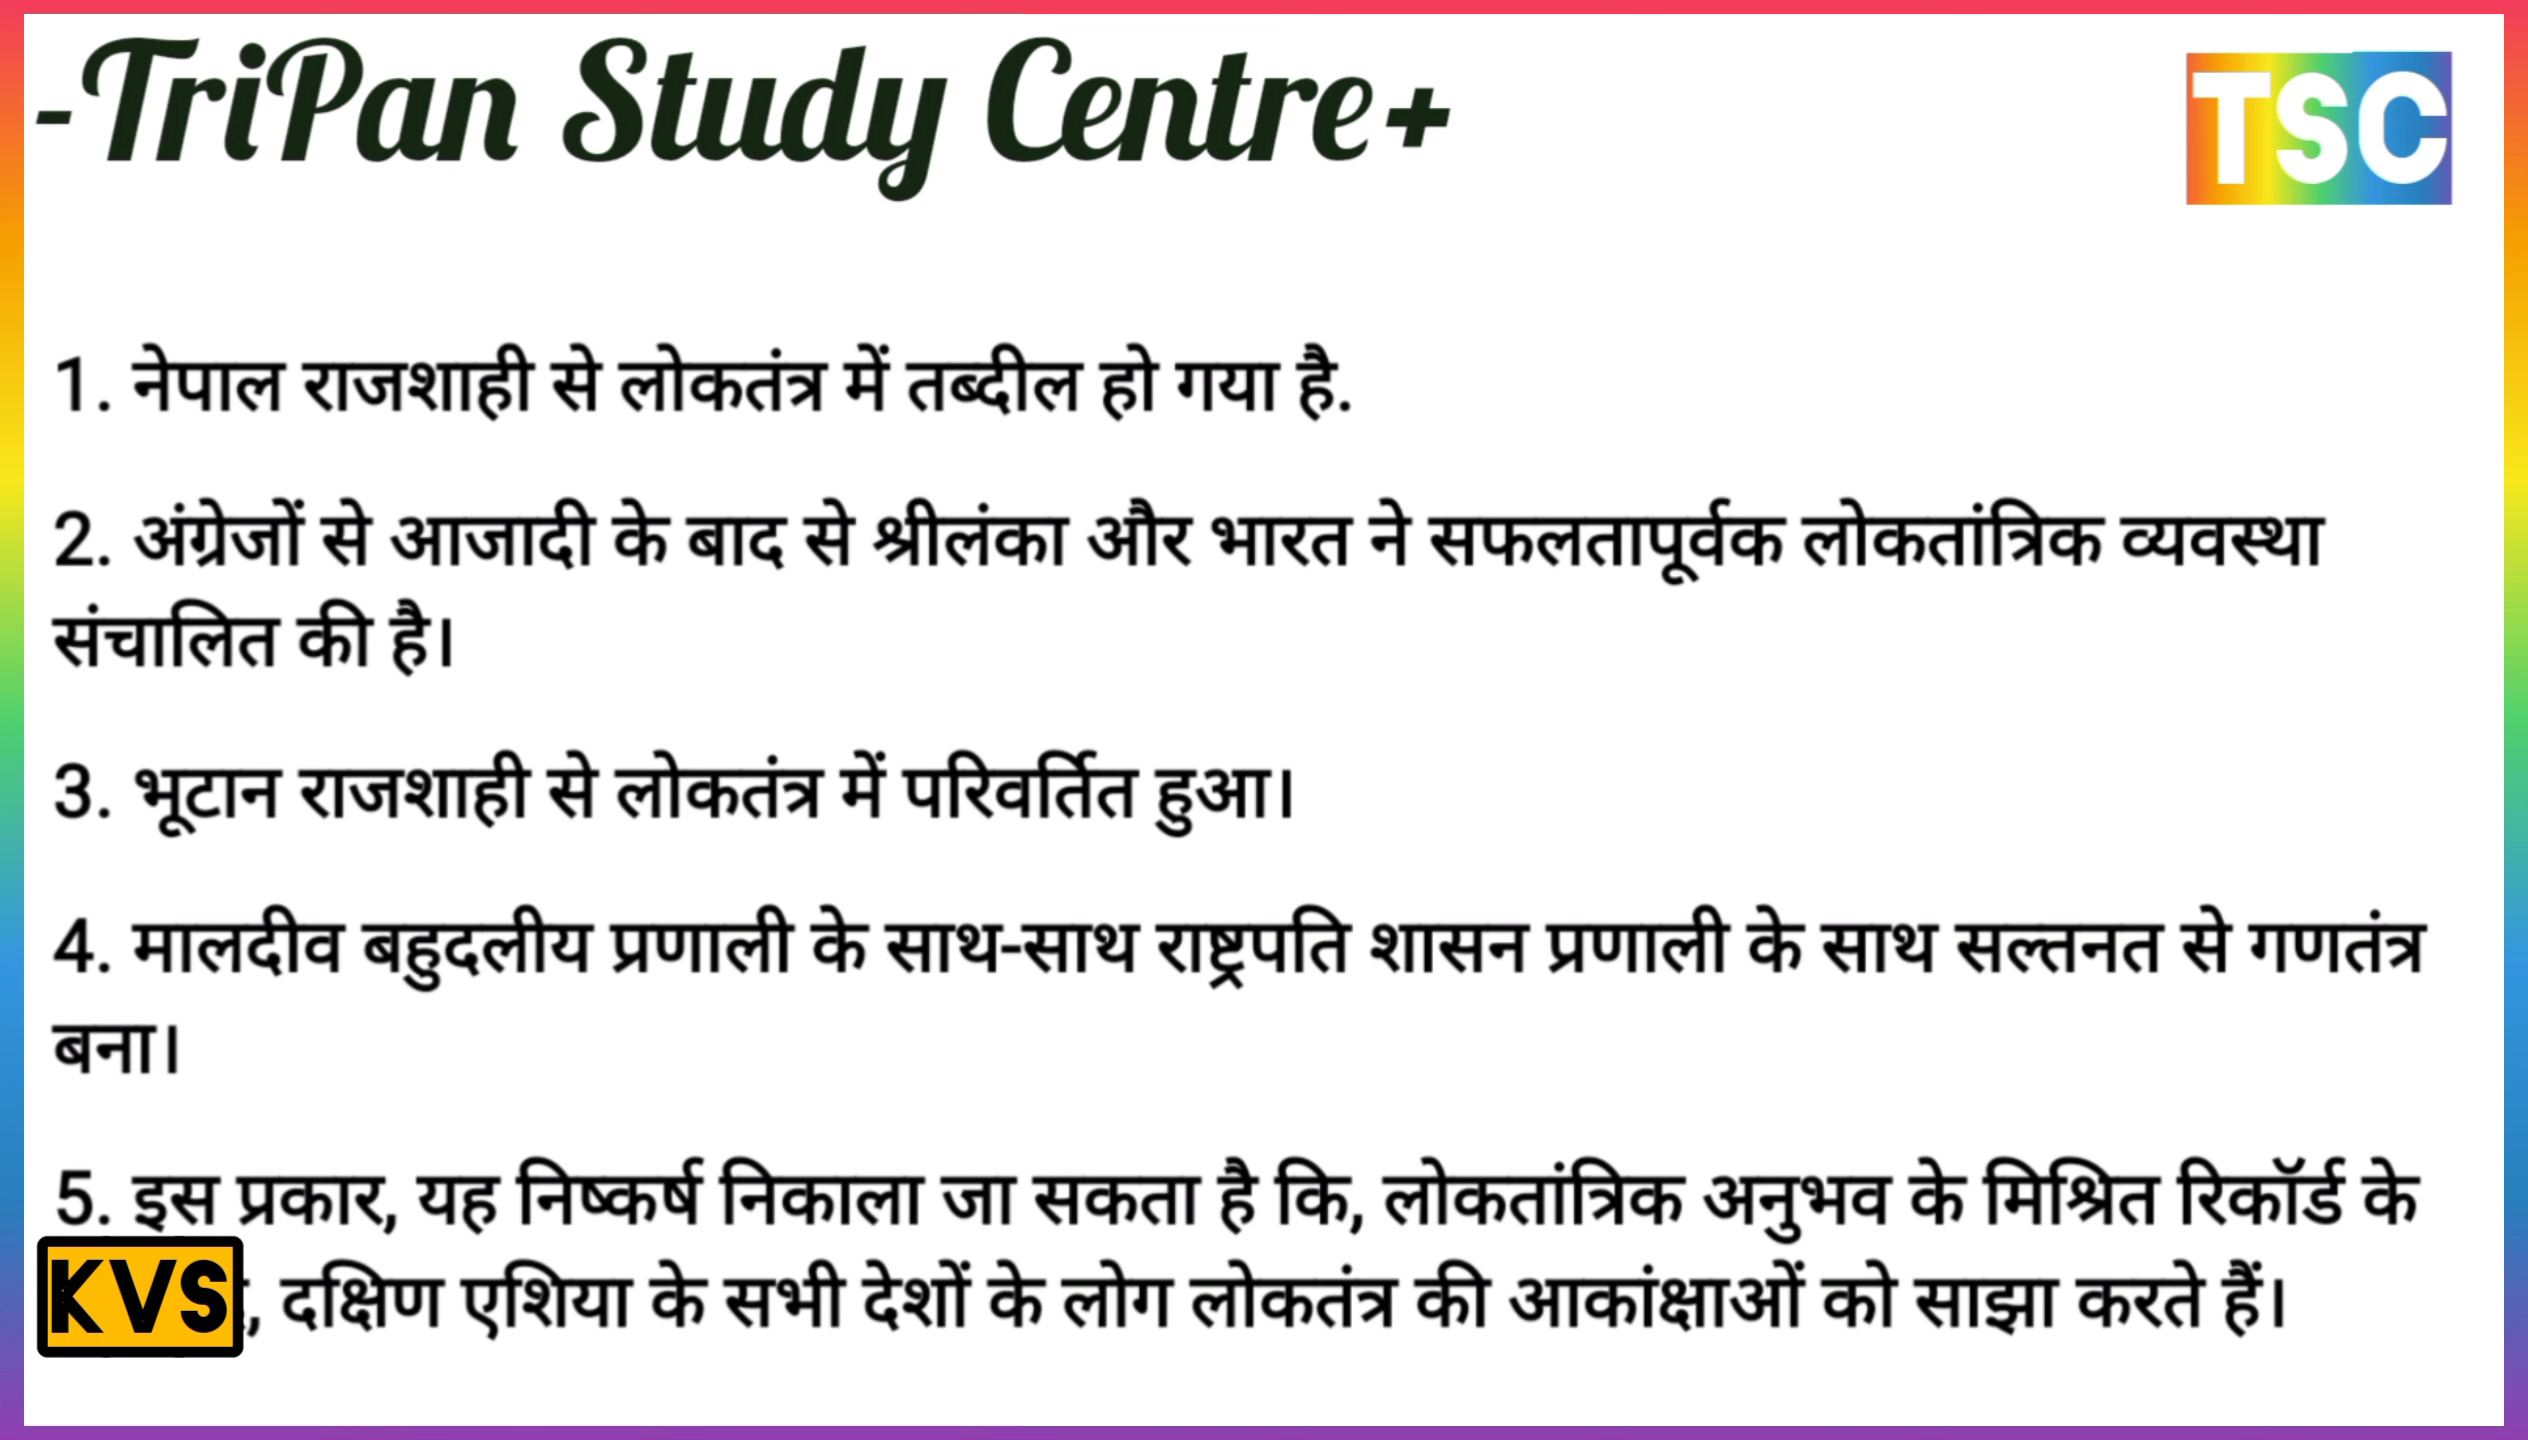 -TriPan Study Centre+
TSC
1. नेपाल राजशाही से लोकतंत्र में तब्दील हो गया है.
2. अंग्रेजों से आजादी के बाद से श्रीलंका और भारत ने सफलतापूर्वक लोकतांत्रिक व्यवस्था
संचालित की है।
3. भूटान राजशाही से लोकतंत्र में परिवर्तित हुआ।
4. मालदीव बहुदलीय प्रणाली के साथ-साथ राष्ट्रपति शासन प्रणाली के साथ सल्तनत से गणतंत्र
बना।
5. इस प्रकार, यह निष्कर्ष निकाला जा सकता है कि, लोकतांत्रिक अनुभव के मिश्रित रिकॉर्ड के
KVS , दक्षिण एशिया के सभी देशों के लोग लोकतंत्र की आकांक्षाओं को साझा करते हैं।